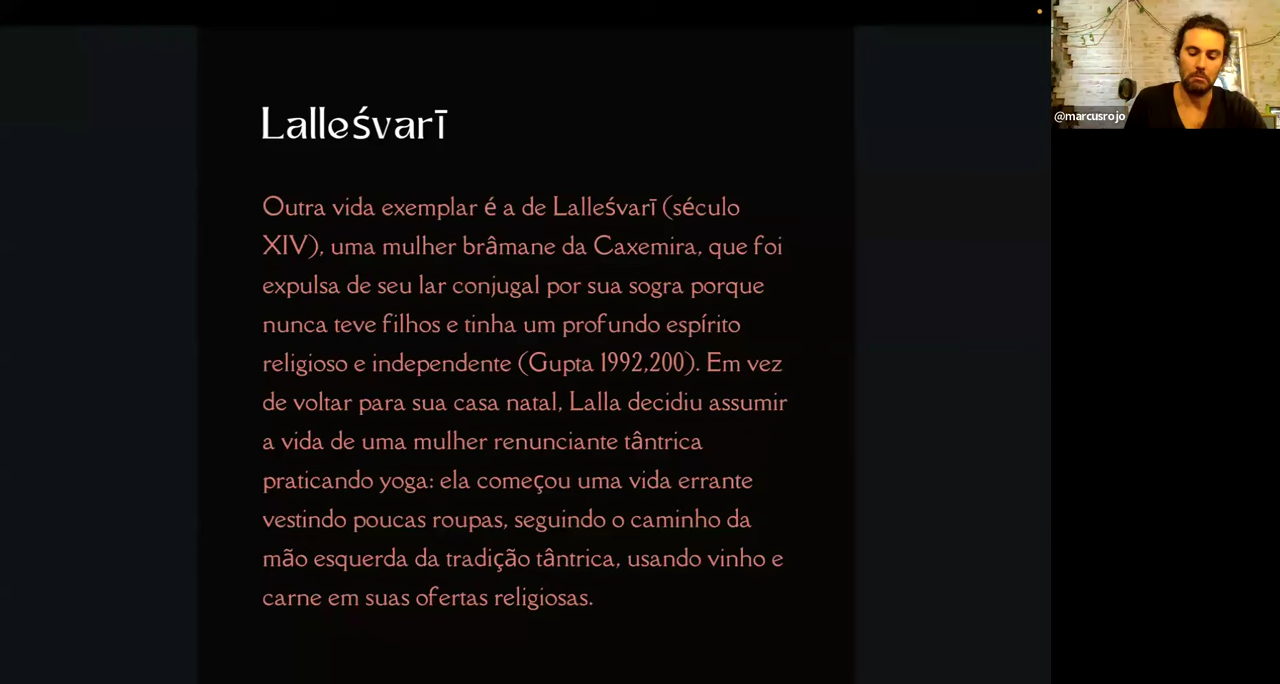 Lalleśvarī
Outra vida exemplar é a de Lalleśvarī (século
XIV), uma mulher brâmane da Caxemira, que foi
expulsa de seu lar conjugal por sua sogra porque
nunca teve filhos e tinha um profundo espírito
religioso e independente (Gupta 1992,200). Em vez
de voltar para sua casa natal, Lalla decidiu assumir
a vida de uma mulher renunciante tântrica
praticando yoga: ela começou uma vida errante
vestindo poucas roupas, seguindo o caminho da
mão esquerda da tradição tântrica, usando vinho e
carne em suas ofertas religiosas.
@marcusrojo